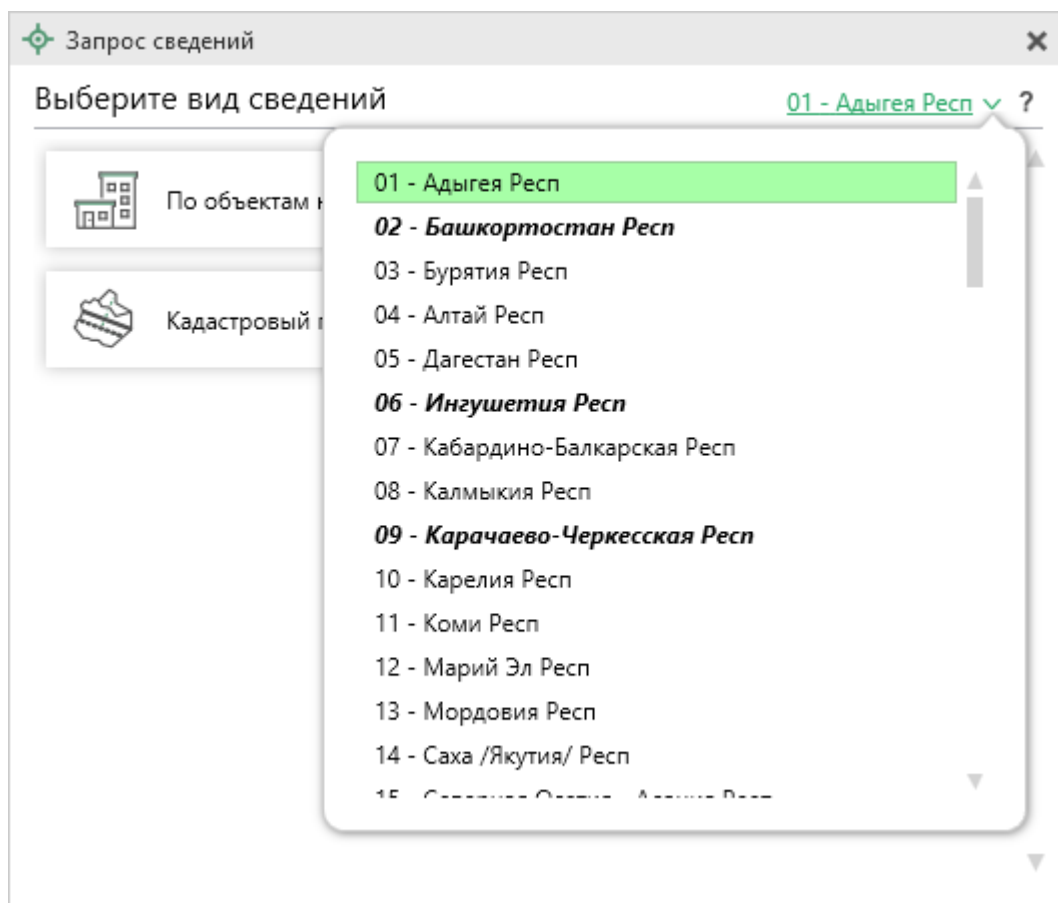 Запрос сведений
Выберите вид сведений
01 - Адыгея Респ
?
По объектам
Кадастровый
01 - Адыгея Респ
02 - Башкортостан Респ
03 - Бурятия Респ
04 - Алтай Респ
05 - Дагестан Респ
06 - Ингушетия Респ
07 - Кабардино-Балкарская Респ
08 - Калмыкия Респ
09 - Карачаево-Черкесская Респ
10 - Карелия Респ
11 - Коми Респ
12 - Марий Эл Респ
13 - Мордовия Респ
14 - Саха /Якутия/ Респ